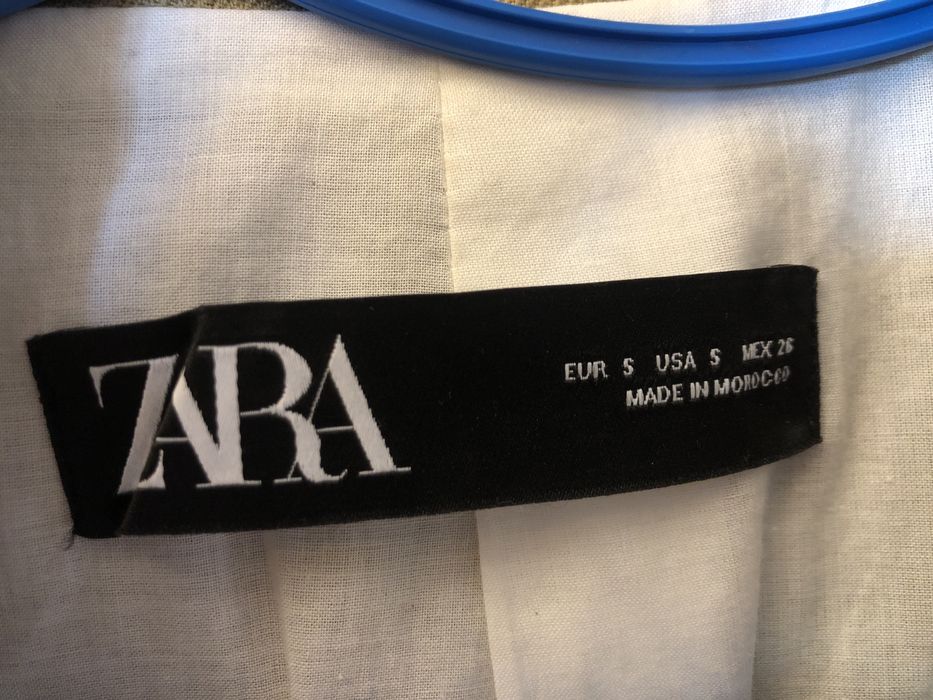 ZARA
EUR S USA S MEX 26
MADE IN MOROCCO